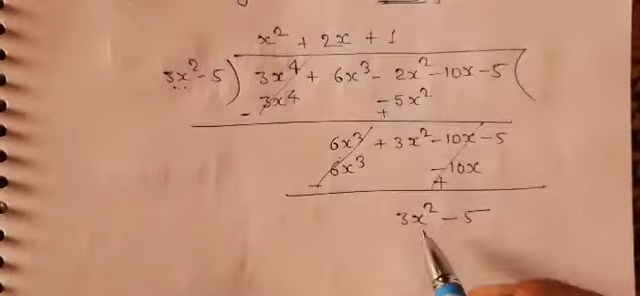 x² + 2x + 1
3x² - 5 ) 3x⁴ + 6x³ - 2x² - 10x - 5 (
- 3x⁴ - 5x²
+
6x³ + 3x² - 10x - 5
- 6x³ - 10x
+
3x² - 5